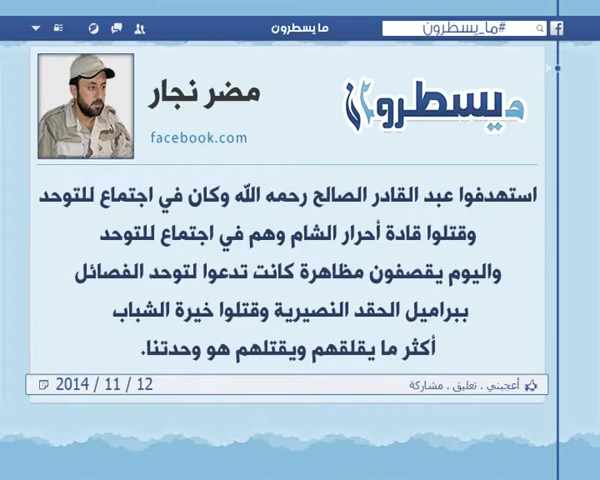 ما يسطرون
#ما_يسطرون
ما يسطرون
مضر نجار
facebook.com
استهدفوا عبد القادر الصالح رحمه الله وكان في اجتماع للتوحد
وقتلوا قادة أحرار الشام وهم في اجتماع للتوحد
واليوم يقصفون مظاهرة كانت تدعوا لتوحد الفصائل
ببراميل الحقد النصيرية وقتلوا خيرة الشباب
أكثر ما يقلقهم ويقتلهم هو وحدتنا.
أعجبني . تعليق . مشاركة
2014 / 11 / 12